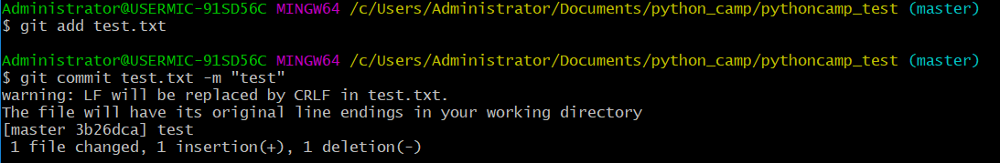 Administrator@USERMIC-91SD56C MINGW64 /c/Users/Administrator/Documents/python_camp/pythoncamp_test (master)
$ git add test.txt
Administrator@USERMIC-91SD56C MINGW64 /c/Users/Administrator/Documents/python_camp/pythoncamp_test (master)
$ git commit test.txt -m "test"
warning: LF will be replaced by CRLF in test.txt.
The file will have its original line endings in your working directory
[master 3b26dca] test
 1 file changed, 1 insertion(+), 1 deletion(-)